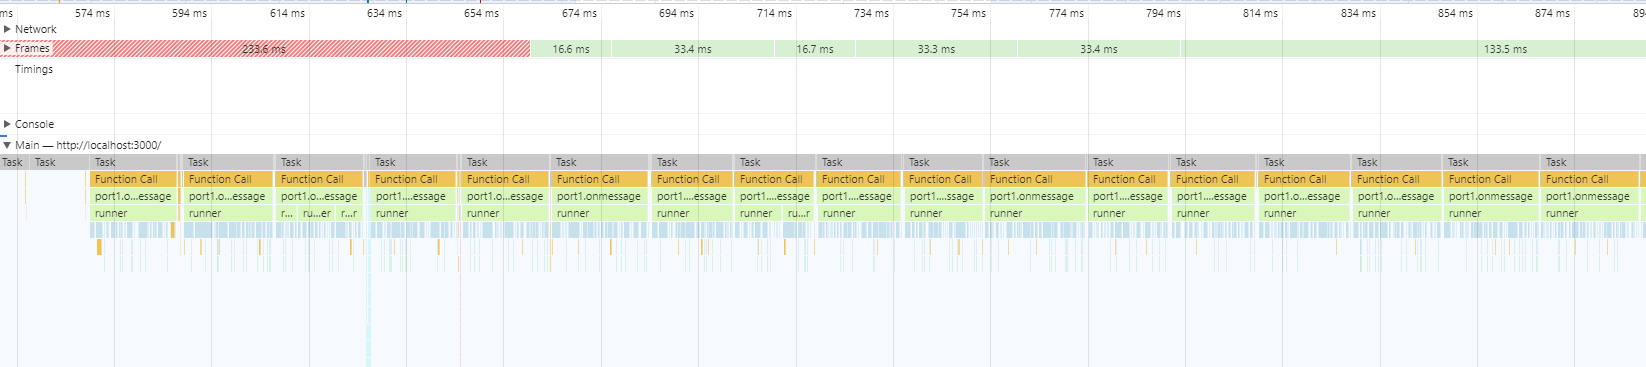 ms 574 ms 594 ms 614 ms 634 ms 654 ms 674 ms 694 ms 714 ms 734 ms 754 ms 774 ms 794 ms 814 ms 834 ms 854 ms 874 ms 894
Network
Frames 233.6 ms 16.6 ms 33.4 ms 16.7 ms 33.3 ms 33.4 ms 133.5 ms
Timings
Console
Main — http://localhost:3000/
Task Task Task Task Task Task Task Task Task Task Task Task Task Task Task Task Task Task Task
Function Call Function Call Function Call Function Call Function Call Function Call Function Call Function Call Function Call Function Call Function Call Function Call Function Call Function Call Function Call Function Call Function Call
port1.o...essage port1.o...essage port1.o...essage port1....essage port1.o...essage port1.onmessage port1....essage port1....ssage port1....essage port1....ssage port1.onmessage port1....essage port1....essage port1.o...essage port1.o...essage port1.onmessage port1.onmessage
runner runner r... ru...er r...r runner runner runner runner runner ru...r runner runner runner runner runner runner runner runner runner